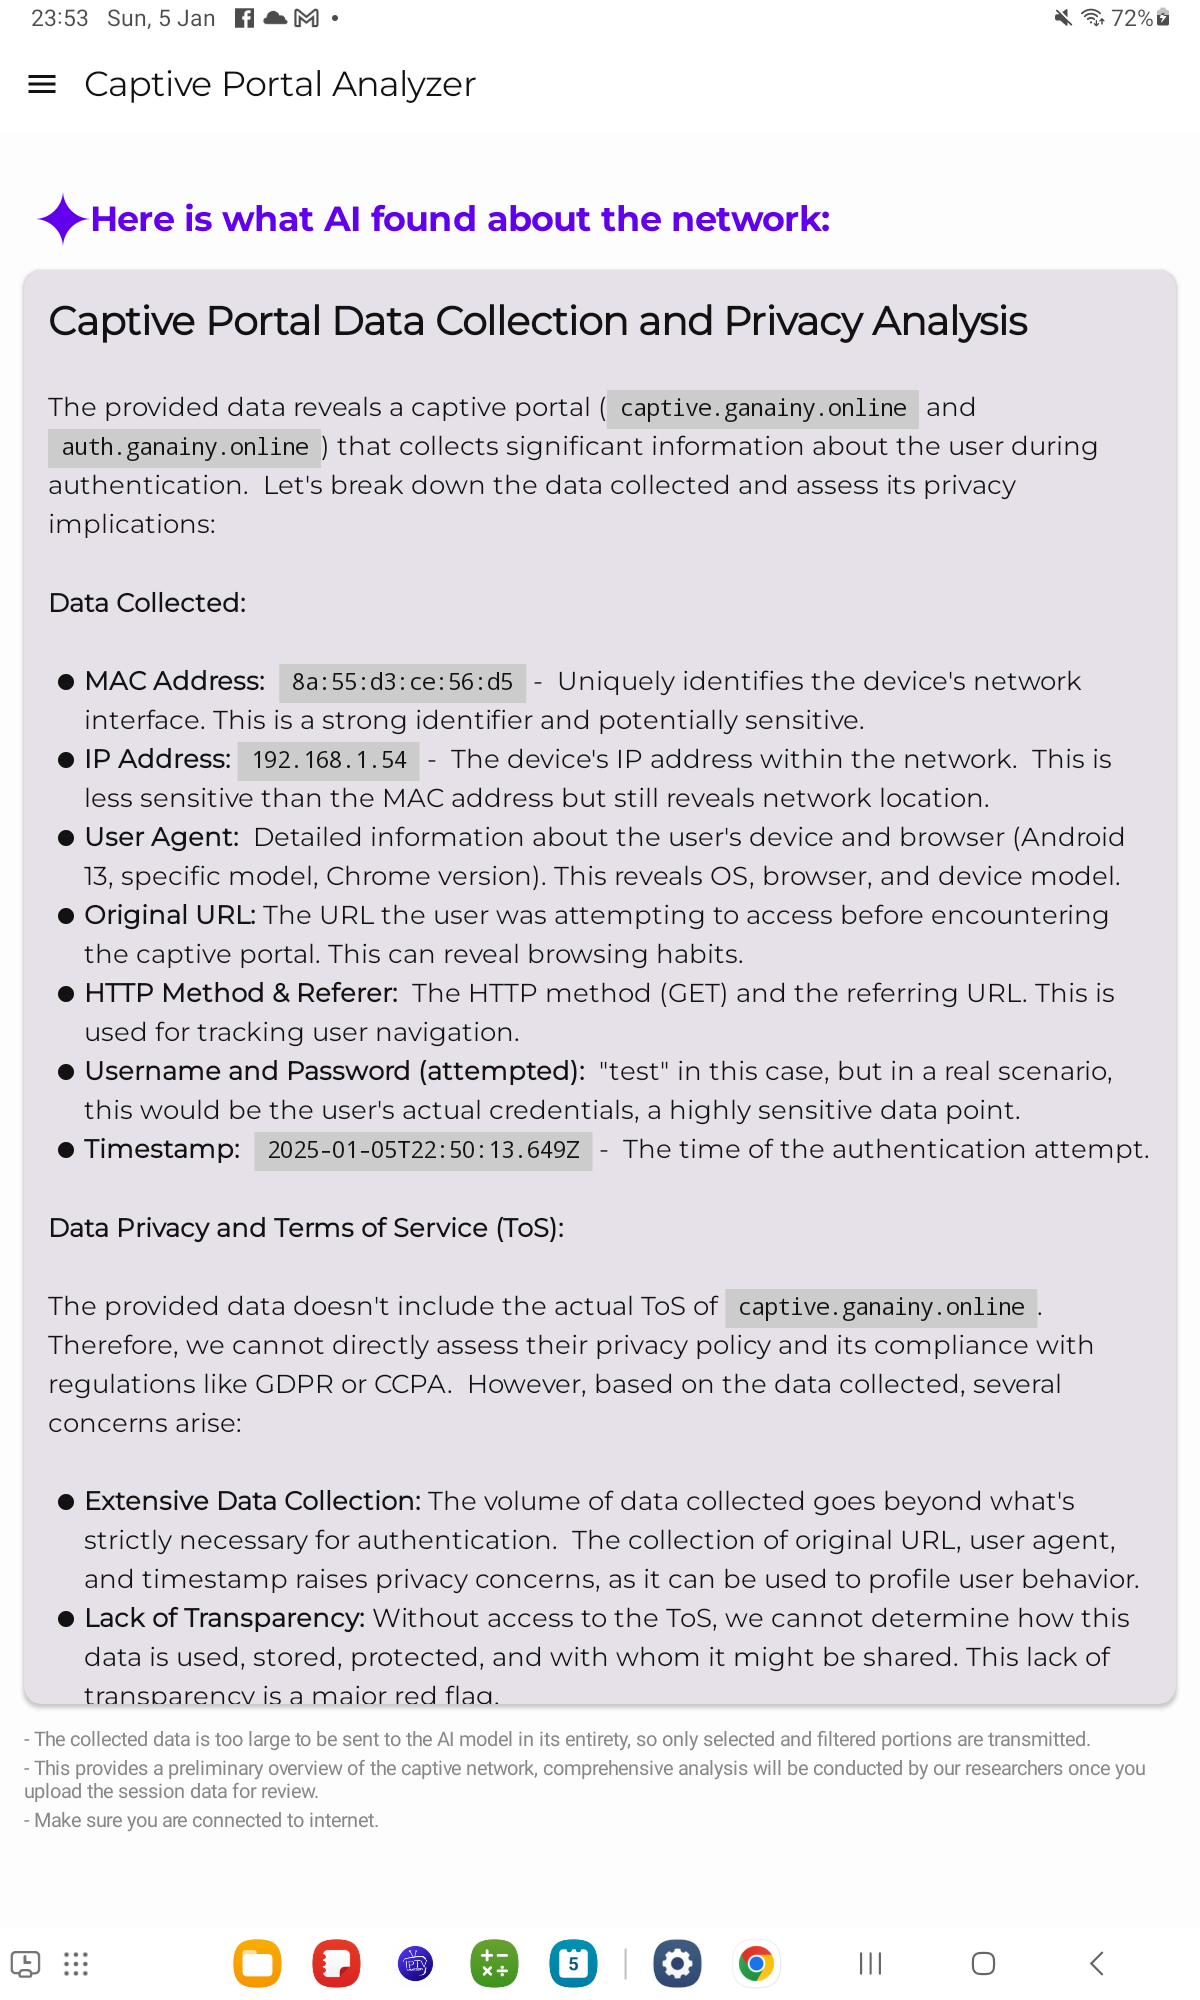 23:53 Sun, 5 Jan
72%
Captive Portal Analyzer
Here is what AI found about the network:
Captive Portal Data Collection and Privacy Analysis
The provided data reveals a captive portal ( captive.ganainy.online and
auth.ganainy.online ) that collects significant information about the user during
authentication. Let's break down the data collected and assess its privacy
implications:
Data Collected:
● MAC Address: 8a:55:d3:ce:56:d5 - Uniquely identifies the device's network
interface. This is a strong identifier and potentially sensitive.
● IP Address: 192.168.1.54 - The device's IP address within the network. This is
less sensitive than the MAC address but still reveals network location.
● User Agent: Detailed information about the user's device and browser (Android
13, specific model, Chrome version). This reveals OS, browser, and device model.
● Original URL: The URL the user was attempting to access before encountering
the captive portal. This can reveal browsing habits.
● HTTP Method & Referer: The HTTP method (GET) and the referring URL. This is
used for tracking user navigation.
● Username and Password (attempted): "test" in this case, but in a real scenario,
this would be the user's actual credentials, a highly sensitive data point.
● Timestamp: 2025-01-05T22:50:13.649Z - The time of the authentication attempt.
Data Privacy and Terms of Service (ToS):
The provided data doesn't include the actual ToS of captive.ganainy.online .
Therefore, we cannot directly assess their privacy policy and its compliance with
regulations like GDPR or CCPA. However, based on the data collected, several
concerns arise:
● Extensive Data Collection: The volume of data collected goes beyond what's
strictly necessary for authentication. The collection of original URL, user agent,
and timestamp raises privacy concerns, as it can be used to profile user behavior.
● Lack of Transparency: Without access to the ToS, we cannot determine how this
data is used, stored, protected, and with whom it might be shared. This lack of
transparency is a major red flag.
- The collected data is too large to be sent to the AI model in its entirety, so only selected and filtered portions are transmitted.
- This provides a preliminary overview of the captive network, comprehensive analysis will be conducted by our researchers once you
upload the session data for review.
- Make sure you are connected to internet.
IPTV
5